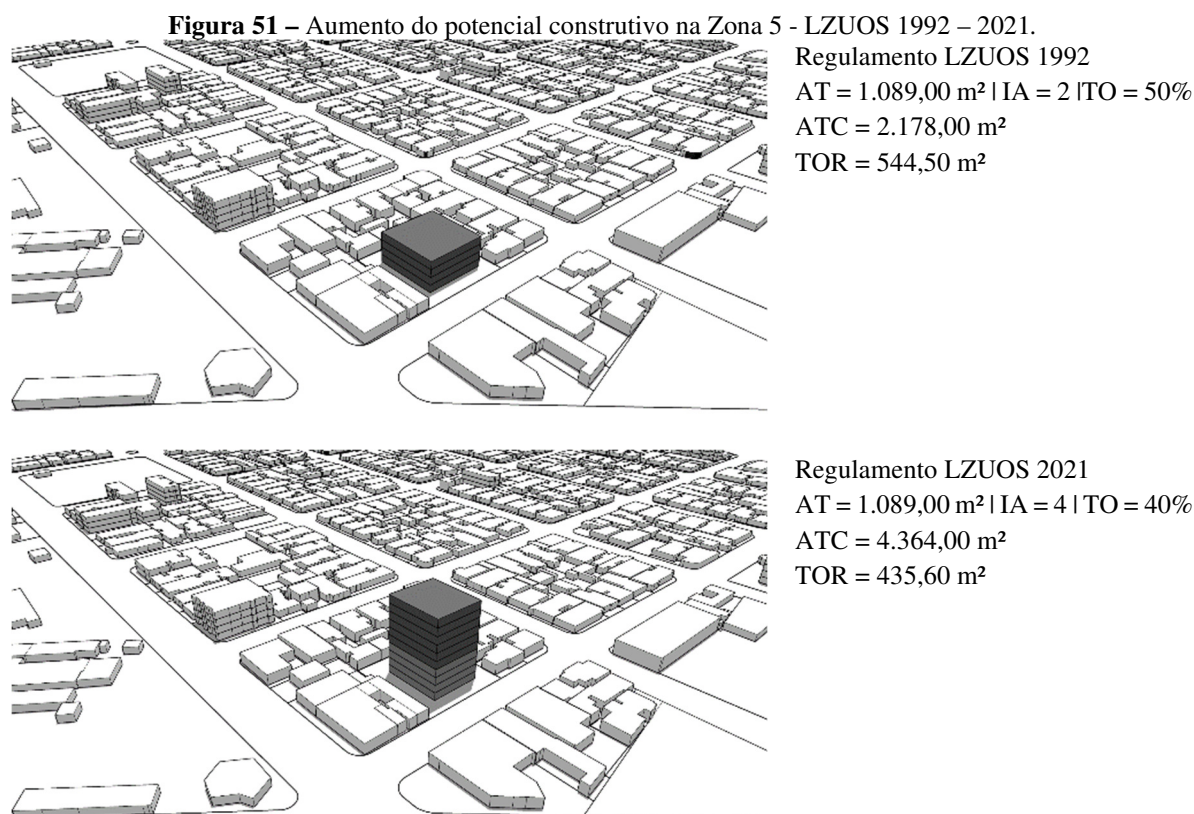 Figura 51 – Aumento do potencial construtivo na Zona 5 - LZUOS 1992 – 2021.
Regulamento LZUOS 1992
AT = 1.089,00 m² | IA = 2 |TO = 50%
ATC = 2.178,00 m²
TOR = 544,50 m²
Regulamento LZUOS 2021
AT = 1.089,00 m² | IA = 4 | TO = 40%
ATC = 4.364,00 m²
TOR = 435,60 m²